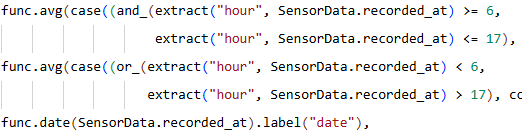 func.avg(case((and_(extract("hour", SensorData.recorded_at) >= 6,
extract("hour", SensorData.recorded_at) <= 17),
func.avg(case((or_(extract("hour", SensorData.recorded_at) < 6,
extract("hour", SensorData.recorded_at) > 17), co
func.date(SensorData.recorded_at).label("date"),